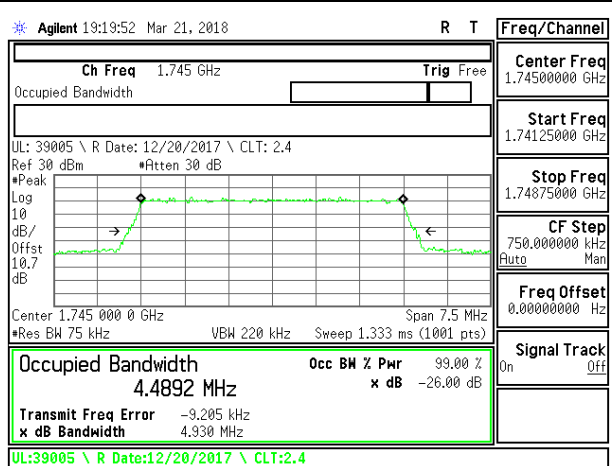 Agilent 19:19:52 Mar 21, 2018 R T
Freq/Channel
Ch Freq 1.745 GHz Trig Free
Occupied Bandwidth
Center Freq
1.74500000 GHz
Start Freq
1.74125000 GHz
Stop Freq
1.74875000 GHz
CF Step
750.000000 kHz
Auto Man
Freq Offset
0.00000000 Hz
Signal Track
On Off
UL: 39005 \ R Date: 12/20/2017 \ CLT: 2.4
Ref 30 dBm #Atten 30 dB
#Peak
Log
10
dB/
Offst
10.7
dB
Center 1.745 000 0 GHz Span 7.5 MHz
#Res BW 75 kHz VBW 220 kHz Sweep 1.333 ms (1001 pts)
Occupied Bandwidth Occ BW % Pwr 99.00 %
4.4892 MHz x dB -26.00 dB
Transmit Freq Error -9.205 kHz
x dB Bandwidth 4.930 MHz
UL:39005 \ R Date:12/20/2017 \ CLT:2.4